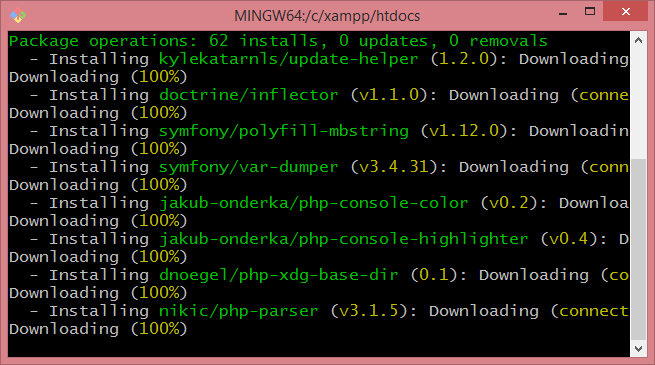 MINGW64:/c/xampp/htdocs
Package operations: 62 installs, 0 updates, 0 removals
- Installing kylekatarnls/update-helper (1.2.0): Downloading
Downloading (100%)
- Installing doctrine/inflector (v1.1.0): Downloading (conne
Downloading (100%)
- Installing symfony/polyfill-mbstring (v1.12.0): Downloadin
Downloading (100%)
- Installing symfony/var-dumper (v3.4.31): Downloading (conn
Downloading (100%)
- Installing jakub-onderka/php-console-color (v0.2): Downloa
Downloading (100%)
- Installing jakub-onderka/php-console-highlighter (v0.4): D
Downloading (100%)
- Installing dnoegel/php-xdg-base-dir (0.1): Downloading (co
Downloading (100%)
- Installing nikic/php-parser (v3.1.5): Downloading (connect
Downloading (100%)